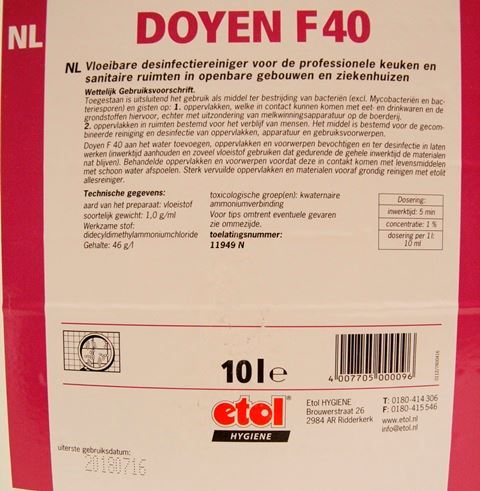 NL
DOYEN F 40
NL Vloeibare desinfectiereiniger voor de professionele keuken en
sanitaire ruimten in openbare gebouwen en ziekenhuizen
Wettelijk Gebruiksvoorschrift.
Toegestaan is uitsluitend het gebruik als middel ter bestrijding van bacteriën (excl. Mycobacteriën en bac-
teriesporen) en gisten op: 1. oppervlakken, welke in contact kunnen komen met eet- en drinkwaren en de
grondstoffen hiervoor, echter met uitzondering van melkwinningsapparatuur op de boerderij.
2. oppervlakken in ruimten bestemd voor het verblijf van mensen. Het middel is bestemd voor de gecom-
bineerde reiniging en desinfectie van oppervlakken, apparatuur en gebruiksvoorwerpen.
Doyen F 40 aan het water toevoegen, oppervlakken en voorwerpen bevochtigen en ter desinfectie in laten
werken (inwerktijd aanhouden en zoveel vloeistof gebruiken dat gedurende de gehele inwerktijd de materialen
nat blijven). Behandelde oppervlakken en voorwerpen voordat deze in contact komen met levensmiddelen
met schoon water afspoelen. Sterk vervuilde oppervlakken en materialen vooraf grondig reinigen met etolit
allesreiniger.
Technische gegevens:
aard van het preparaat: vloeistof
soortelijk gewicht: 1,0 g/ml
Werkzame stof:
didecyldimethylammoniumchloride
Gehalte: 46 g/l
toxicologische groep(en): kwaternaire
ammoniumverbinding
Voor tips omtrent eventuele gevaren
zie ommezijde.
toelatingsnummer:
11949 N
Dosering:
inwerktijd: 5 min
concentratie: 1 %
dosering per 1 l:
10 ml
10 l e
4 007705 000096
etol
HYGIENE
Etol HYGIENE
Brouwerstraat 26
2984 AR Ridderkerk
T: 0180-414 306
F: 0180-415 546
www.etol.nl
info@etol.nl
uiterste gebruiksdatum:
20180716